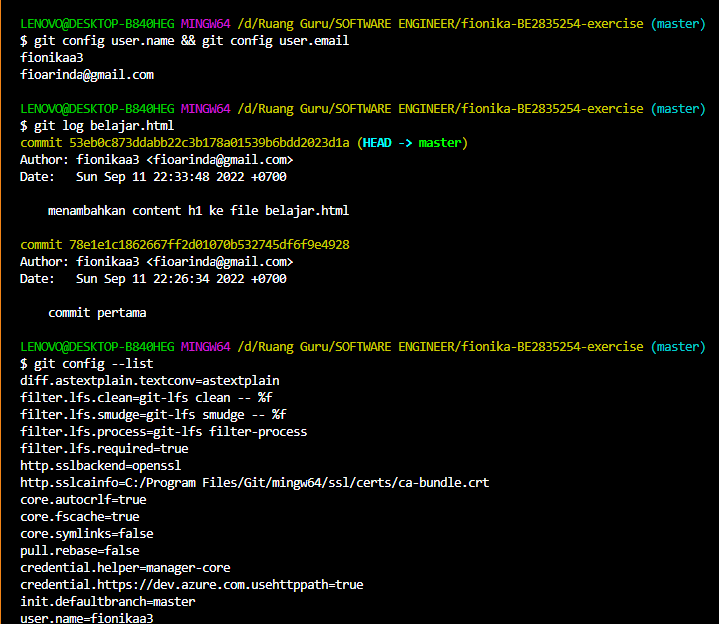 LENOVO@DESKTOP-B840HEG MINGW64 /d/Ruang Guru/SOFTWARE ENGINEER/fionika-BE2835254-exercise (master)
$ git config user.name && git config user.email
fionikaa3
fioarinda@gmail.com
LENOVO@DESKTOP-B840HEG MINGW64 /d/Ruang Guru/SOFTWARE ENGINEER/fionika-BE2835254-exercise (master)
$ git log belajar.html
commit 53eb0c873ddabb22c3b178a01539b6bdd2023d1a (HEAD -> master)
Author: fionikaa3 <fioarinda@gmail.com>
Date:   Sun Sep 11 22:33:48 2022 +0700
    menambahkan content h1 ke file belajar.html
commit 78e1e1c1862667ff2d01070b532745df6f9e4928
Author: fionikaa3 <fioarinda@gmail.com>
Date:   Sun Sep 11 22:26:34 2022 +0700
    commit pertama
LENOVO@DESKTOP-B840HEG MINGW64 /d/Ruang Guru/SOFTWARE ENGINEER/fionika-BE2835254-exercise (master)
$ git config --list
diff.astextplain.textconv=astextplain
filter.lfs.clean=git-lfs clean -- %f
filter.lfs.smudge=git-lfs smudge -- %f
filter.lfs.process=git-lfs filter-process
filter.lfs.required=true
http.sslbackend=openssl
http.sslcainfo=C:/Program Files/Git/mingw64/ssl/certs/ca-bundle.crt
core.autocrlf=true
core.fscache=true
core.symlinks=false
pull.rebase=false
credential.helper=manager-core
credential.https://dev.azure.com.usehttppath=true
init.defaultbranch=master
user.name=fionikaa3